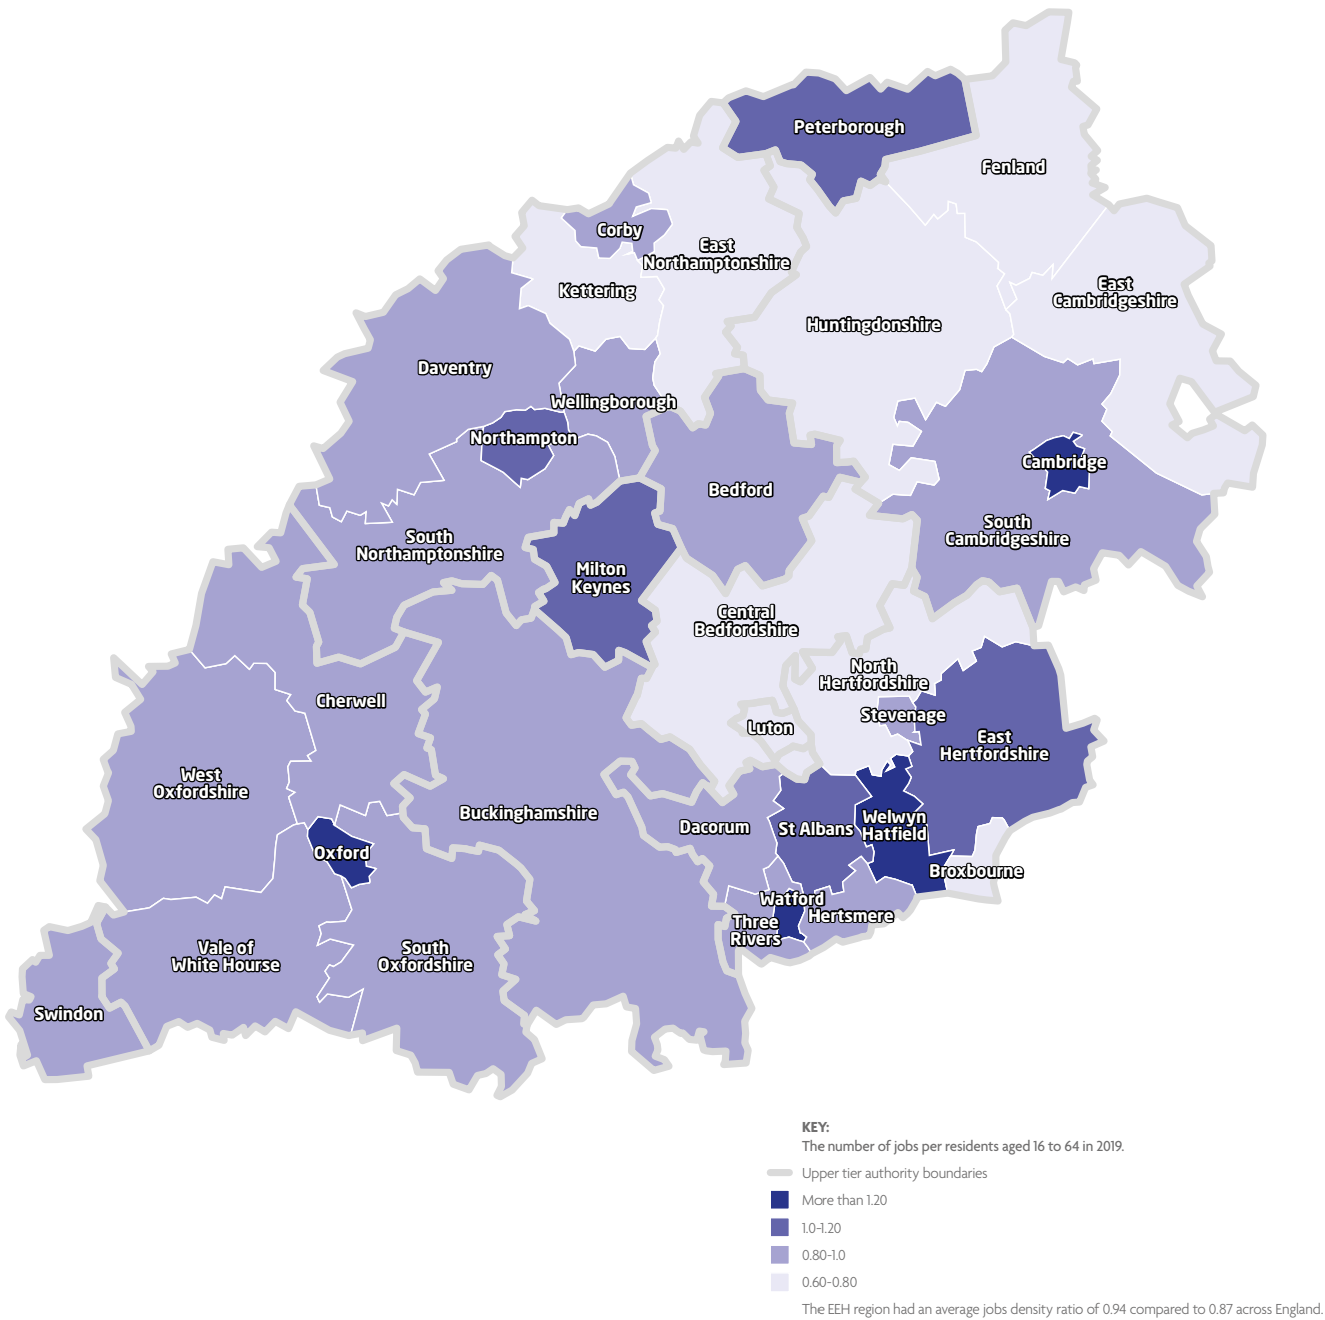 Peterborough
Fenland
Corby
East
Northamptonshire
Kettering
East
Cambridgeshire
Huntingdonshire
Daventry
Wellingborough
Northampton
Cambridge
Bedford
South
Cambridgeshire
South
Northamptonshire
Milton
Keynes
Central
Bedfordshire
North
Hertfordshire
Cherwell
Stevenage
Luton
East
Hertfordshire
West
Oxfordshire
Buckinghamshire
Dacorum
St Albans
Welwyn
Hatfield
Oxford
Broxbourne
Watford
Hertsmere
Three
Rivers
Vale of
White Hourse
South
Oxfordshire
Swindon
KEY:
The number of jobs per residents aged 16 to 64 in 2019.
Upper tier authority boundaries
More than 1.20
1.0-1.20
0.80-1.0
0.60-0.80
The EEH region had an average jobs density ratio of 0.94 compared to 0.87 across England.